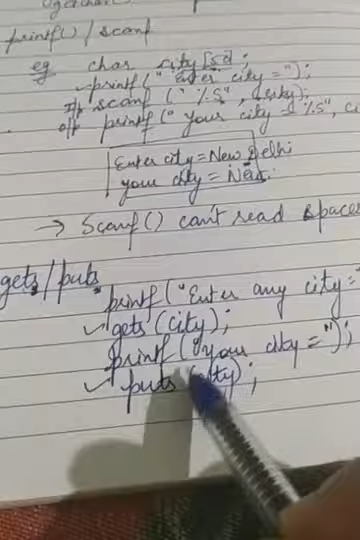 printf() / scanf
eg char city[50];
printf(" Enter city =");
I/p scanf (" %s", &city);
O/p printf(" your city = %s", ci
Enter city = New Delhi
your city = New
→ Scanf() can't read spaces
gets/puts
printf("Enter any city =
gets (city);
printf("your city =");
puts (city);